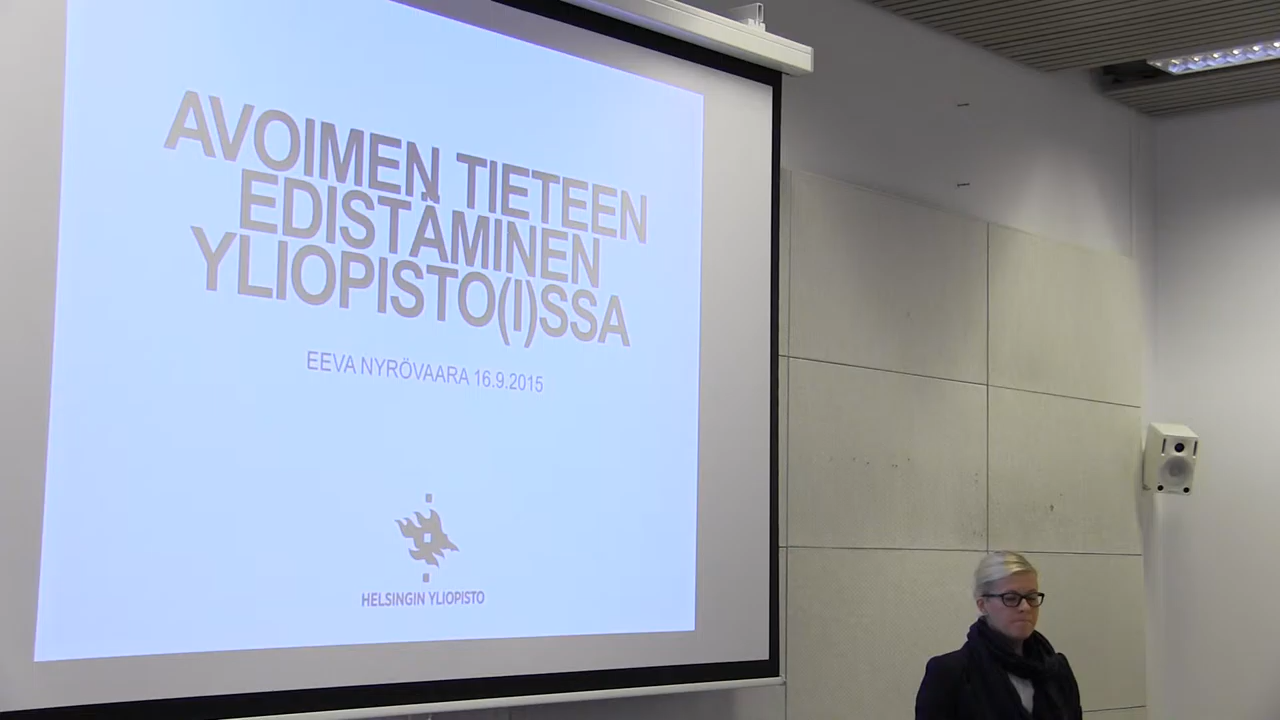 AVOIMEN TIETEEN
EDISTÄMINEN
YLIOPISTO(I)SSA
EEVA NYRÖVAARA 16.9.2015
HELSINGIN YLIOPISTO